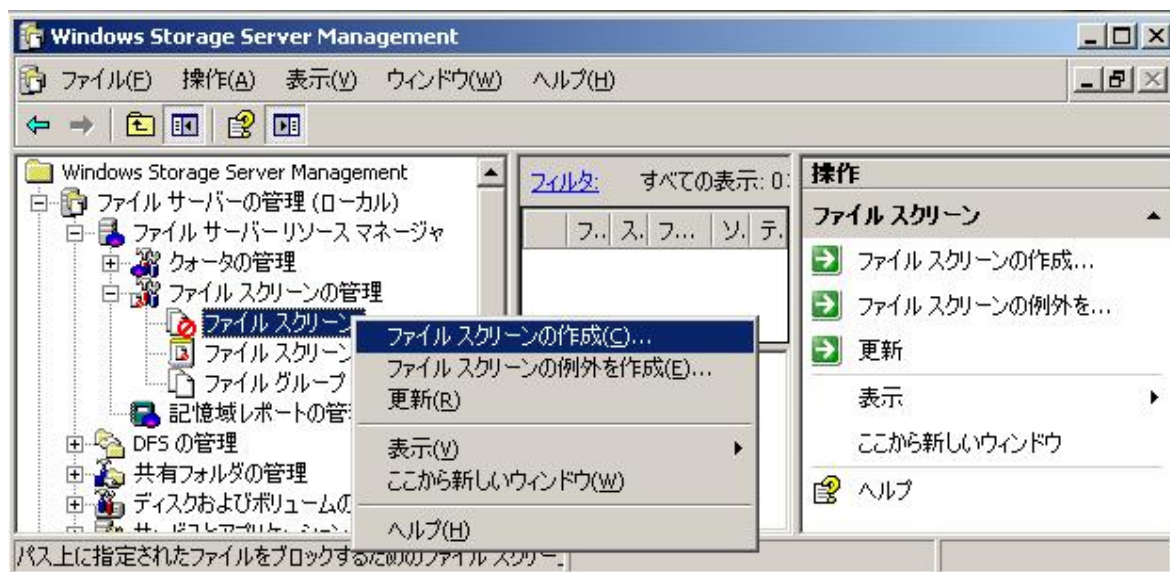 Windows Storage Server Management
ファイル(F) 操作(A) 表示(V) ウィンドウ(W) ヘルプ(H)
Windows Storage Server Management
ファイル サーバーの管理 (ローカル)
ファイル サーバー リソース マネージャ
クォータの管理
ファイル スクリーンの管理
ファイル スクリーン
ファイル スクリーン
ファイル グループ
記憶域レポートの管
DFS の管理
共有フォルダの管理
ディスクおよびボリュームの
フィルタ: すべての表示: 0
フ.. ス. フ... ソ. テ.
ファイル スクリーンの作成(C)...
ファイル スクリーンの例外を作成(E)...
更新(R)
表示(V)
ここから新しいウィンドウ(W)
ヘルプ(H)
操作
ファイル スクリーン
ファイル スクリーンの作成...
ファイル スクリーンの例外を...
更新
表示
ここから新しいウィンドウ
ヘルプ
パス上に指定されたファイルをブロックするためのファイル スクリー